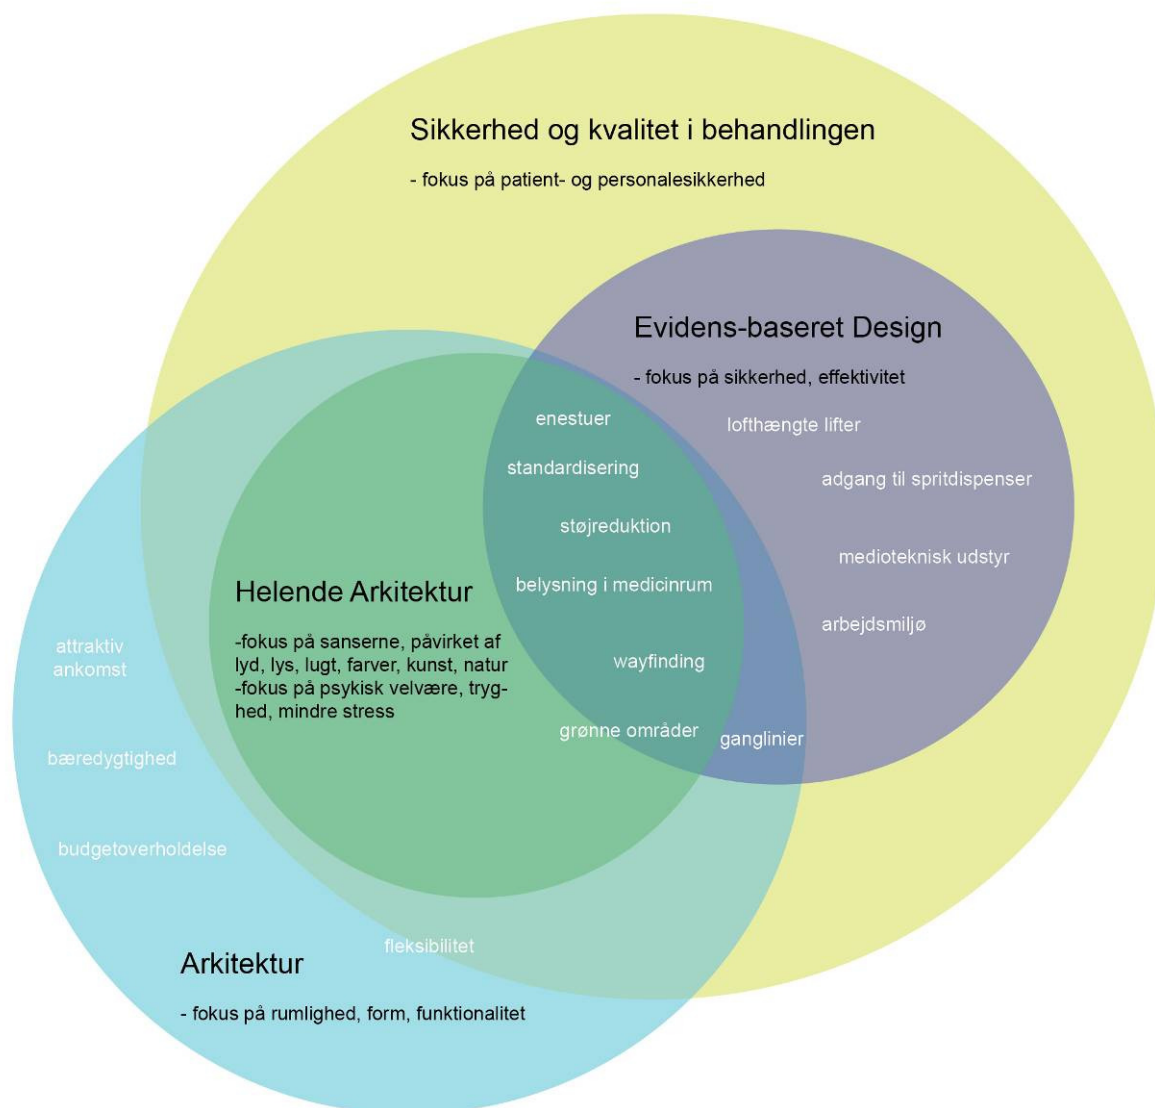 Sikkerhed og kvalitet i behandlingen
- fokus på patient- og personalesikkerhed
Evidens-baseret Design
- fokus på sikkerhed, effektivitet
enestuer
lofthængte lifter
standardisering
adgang til spritdispenser
støjreduktion
medioteknisk udstyr
belysning i medicinrum
arbejdsmiljø
wayfinding
grønne områder
ganglinier
Helende Arkitektur
-fokus på sanserne, påvirket af
lyd, lys, lugt, farver, kunst, natur
-fokus på psykisk velvære, tryg-
hed, mindre stress
attraktiv
ankomst
bæredygtighed
budgetoverholdelse
fleksibilitet
Arkitektur
- fokus på rumlighed, form, funktionalitet